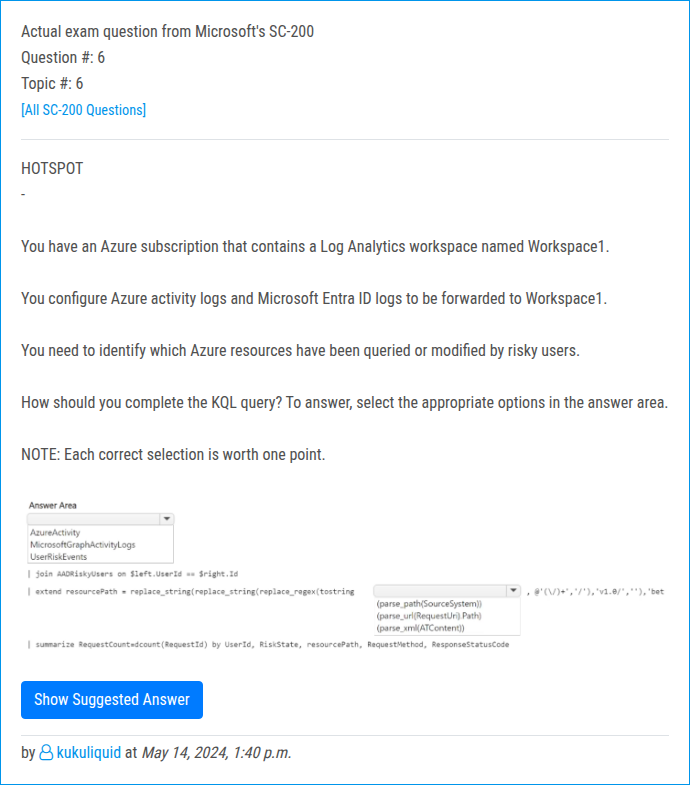 Actual exam question from Microsoft's SC-200
Question #: 6
Topic #: 6
[All SC-200 Questions]
HOTSPOT
-
You have an Azure subscription that contains a Log Analytics workspace named Workspace1.
You configure Azure activity logs and Microsoft Entra ID logs to be forwarded to Workspace1.
You need to identify which Azure resources have been queried or modified by risky users.
How should you complete the KQL query? To answer, select the appropriate options in the answer area.
NOTE: Each correct selection is worth one point.
Answer Area
AzureActivity
MicrosoftGraphActivityLogs
UserRiskEvents
| join AADRiskyUsers on $left.UserId == $right.Id
| extend resourcePath = replace_string(replace_string(replace_regex(tostring , @'(\/)+','/'),'v1.0/',''),'bet
(parse_path(SourceSystem))
(parse_url(RequestUri).Path)
(parse_xml(ATContent))
| summarize RequestCount=dcount(RequestId) by UserId, RiskState, resourcePath, RequestMethod, ResponseStatusCode
Show Suggested Answer
by kukuliquid at May 14, 2024, 1:40 p.m.